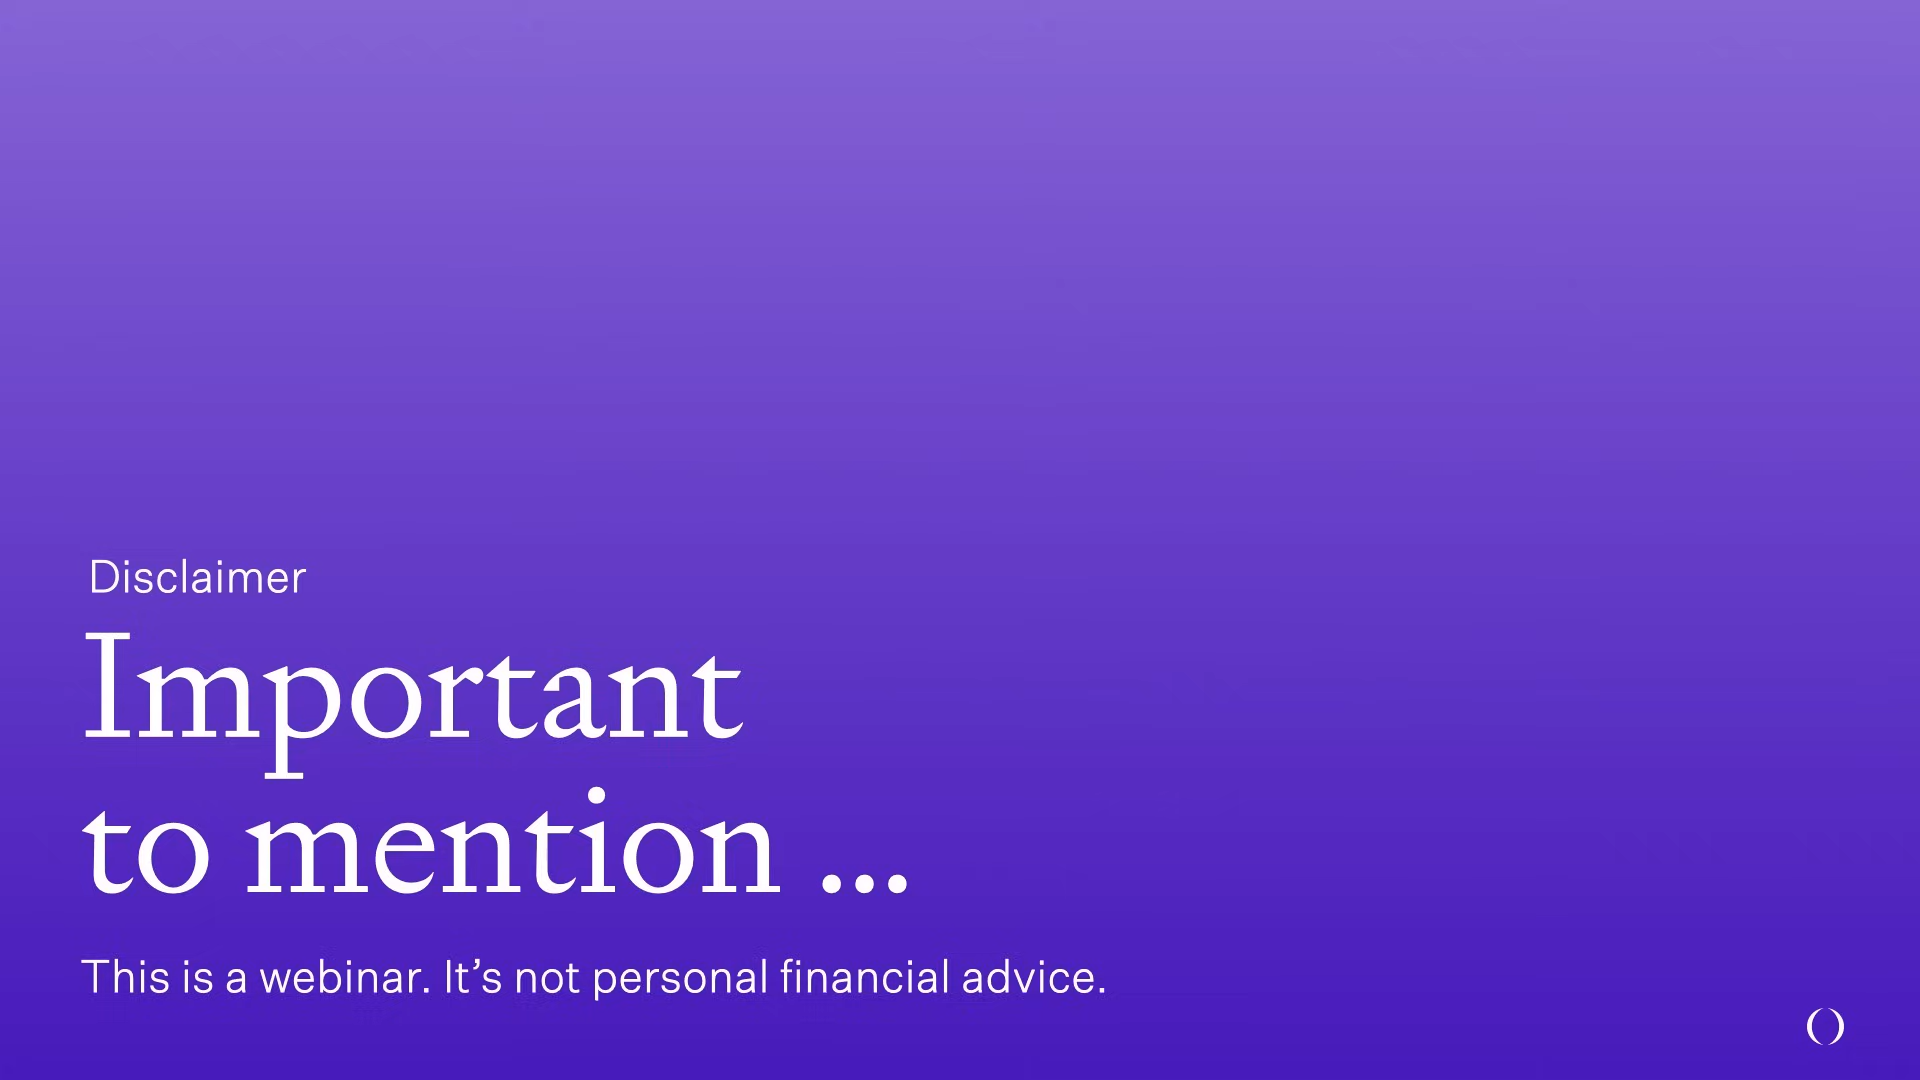 Disclaimer
Important
to mention ...
This is a webinar. It’s not personal financial advice.